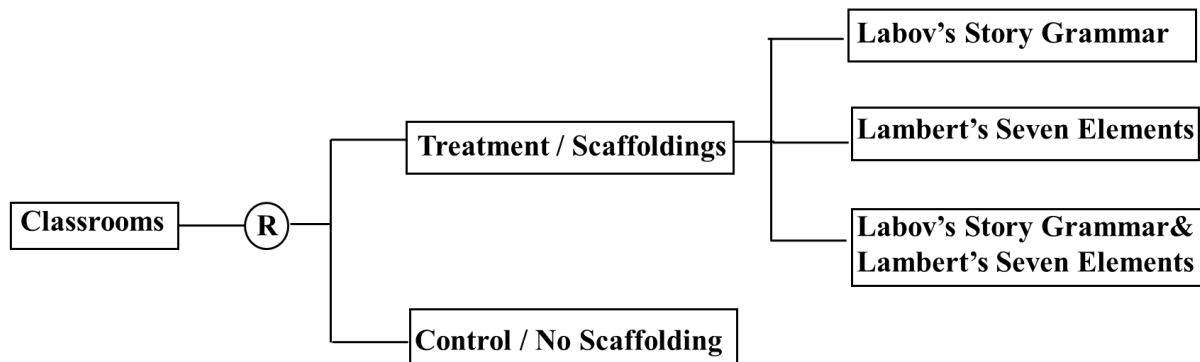 Labov’s Story Grammar
Treatment / Scaffoldings
Lambert’s Seven Elements
Classrooms
R
Labov’s Story Grammar&
Lambert’s Seven Elements
Control / No Scaffolding